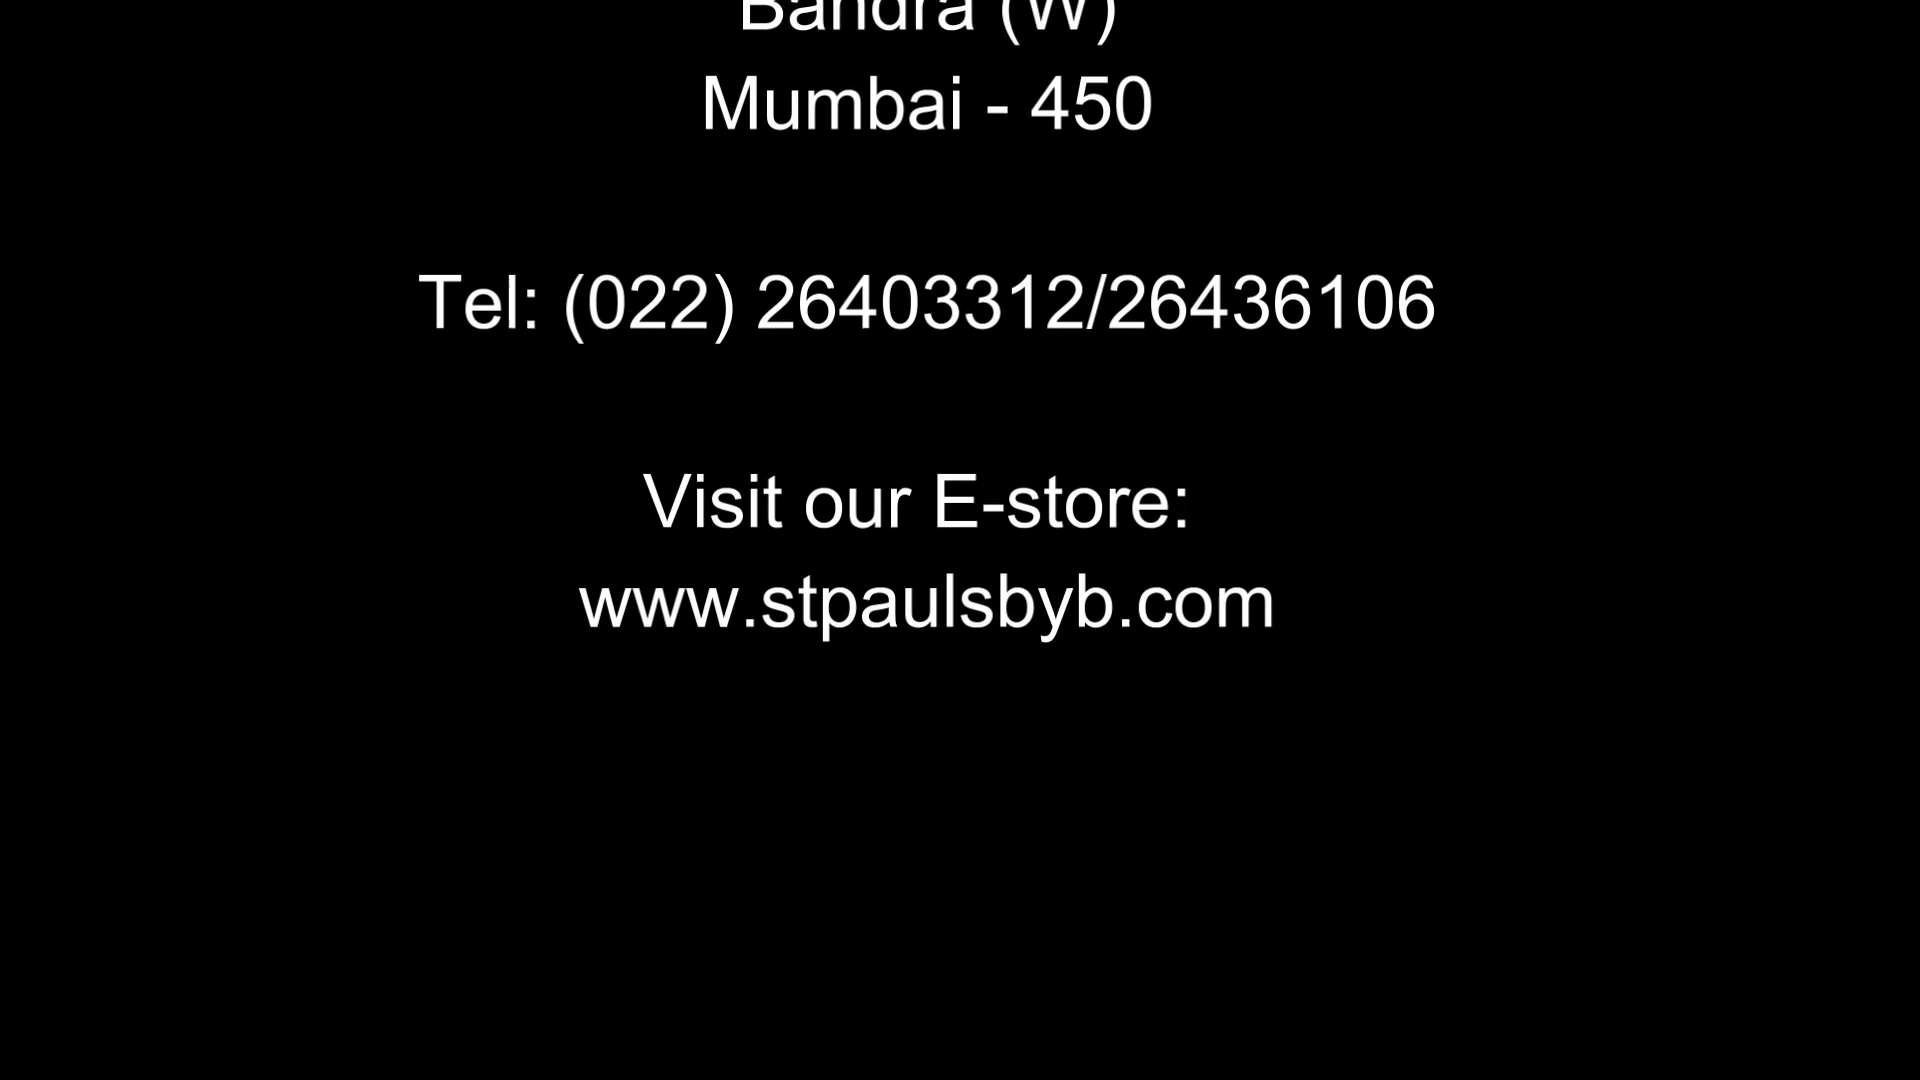 Bandra (W)
Mumbai - 450
Tel: (022) 26403312/26436106
Visit our E-store:
www.stpaulsbyb.com